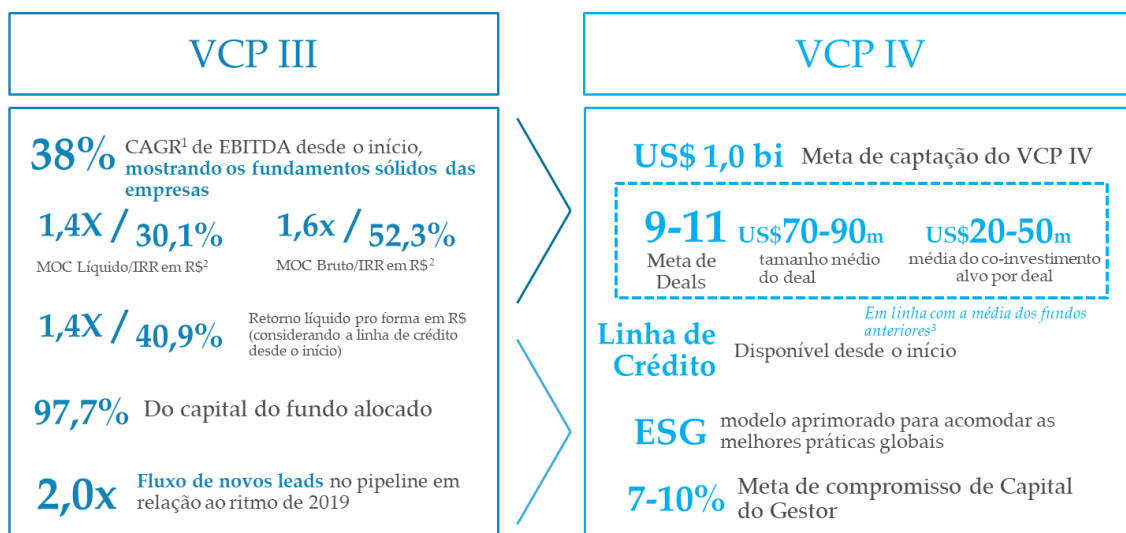 VCP III
38% CAGR¹ de EBITDA desde o início,
mostrando os fundamentos sólidos das
empresas
1,4X / 30,1%
MOC Líquido/IRR em R$²
1,6x / 52,3%
MOC Bruto/IRR em R$²
1,4X / 40,9%
Retorno líquido pro forma em R$
(considerando a linha de crédito
desde o início)
97,7% Do capital do fundo alocado
2,0x Fluxo de novos leads no pipeline em
relação ao ritmo de 2019
VCP IV
US$ 1,0 bi Meta de captação do VCP IV
9-11
Meta de
Deals
US$70-90m
tamanho médio
do deal
US$20-50m
média do co-investimento
alvo por deal
Em linha com a média dos fundos
anteriores³
Linha de
Crédito
Disponível desde o início
ESG modelo aprimorado para acomodar as
melhores práticas globais
7-10% Meta de compromisso de Capital
do Gestor